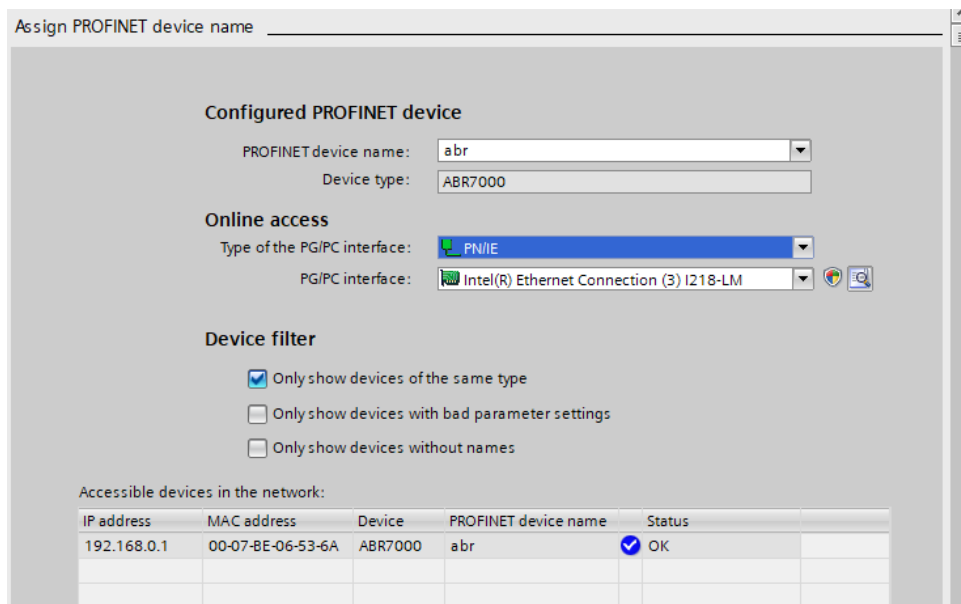 Assign PROFINET device name
Configured PROFINET device
PROFINET device name: abr
Device type: ABR7000
Online access
Type of the PG/PC interface: PN/IE
PG/PC interface: Intel(R) Ethernet Connection (3) I218-LM
Device filter
Only show devices of the same type
Only show devices with bad parameter settings
Only show devices without names
Accessible devices in the network:
IP address MAC address Device PROFINET device name Status
192.168.0.1 00-07-BE-06-53-6A ABR7000 abr OK